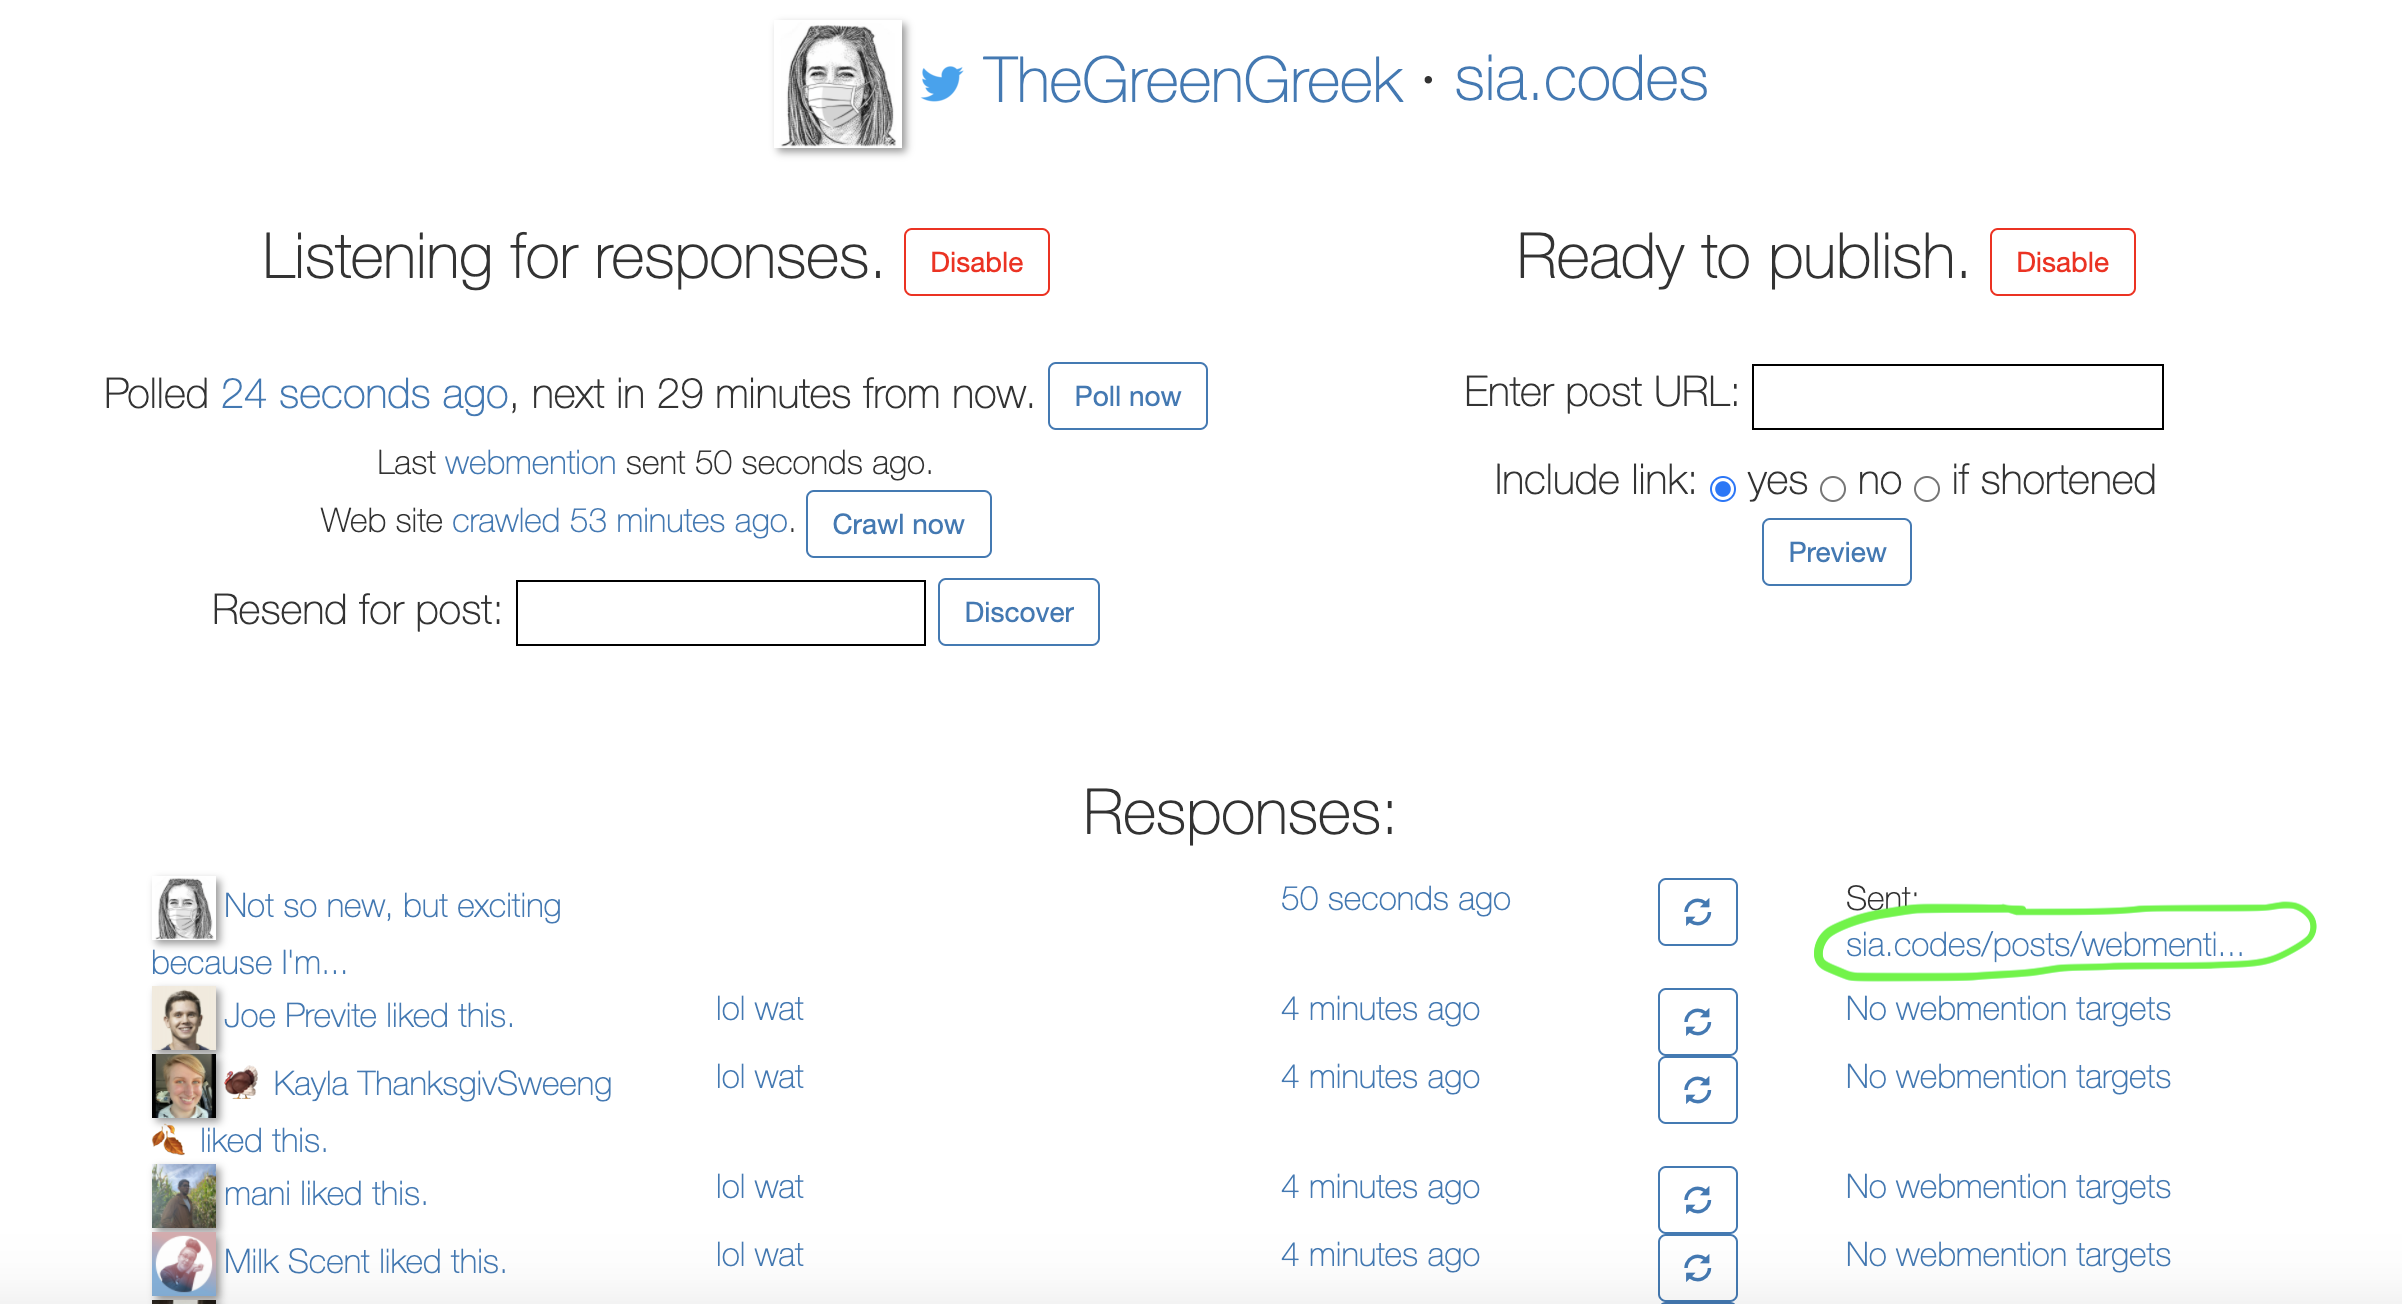 TheGreenGreek · sia.codes
Listening for responses. Disable
Polled 24 seconds ago, next in 29 minutes from now. Poll now
Last webmention sent 50 seconds ago.
Web site crawled 53 minutes ago. Crawl now
Resend for post: Discover
Ready to publish. Disable
Enter post URL:
Include link: yes no if shortened
Preview
Responses:
Not so new, but exciting
because I'm...
50 seconds ago
Sent:
sia.codes/posts/webmenti...
Joe Previte liked this. lol wat 4 minutes ago No webmention targets
🦃 Kayla ThanksgivSweeng
🍂 liked this.
lol wat 4 minutes ago No webmention targets
mani liked this. lol wat 4 minutes ago No webmention targets
Milk Scent liked this. lol wat 4 minutes ago No webmention targets